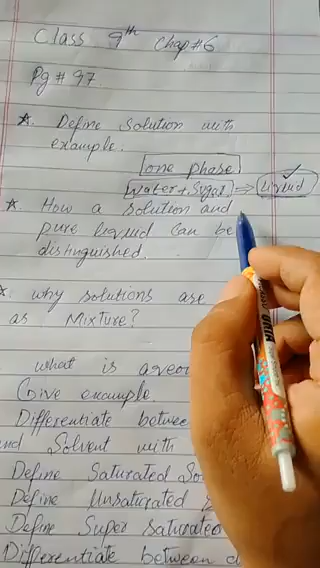 Class 9th Chap #6
Pg # 97.
Define Solution with
example.
one phase
Water + Sugar ⇒ liquid
How a solution and
pure liquid can be
distinguished.
why solutions are
as Mixture?
what is
Give example.
Differentiate
and Solvent with
Define Saturated
Define Unsaturated
Define Super saturated
Differentiate between